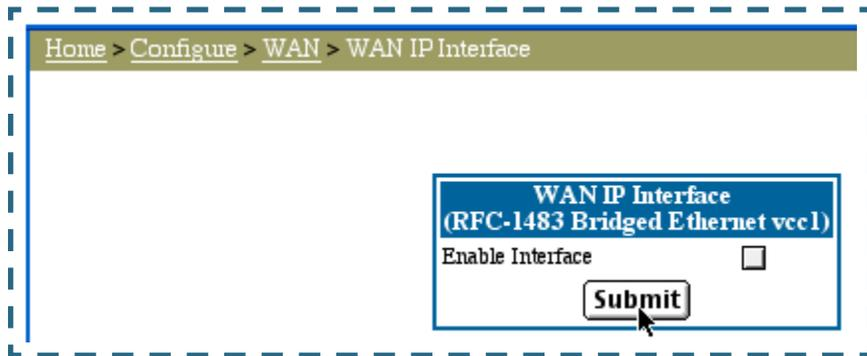 Home > Configure > WAN > WAN IP Interface
WAN IP Interface
(RFC-1483 Bridged Ethernet vcc1)
Enable Interface
Submit